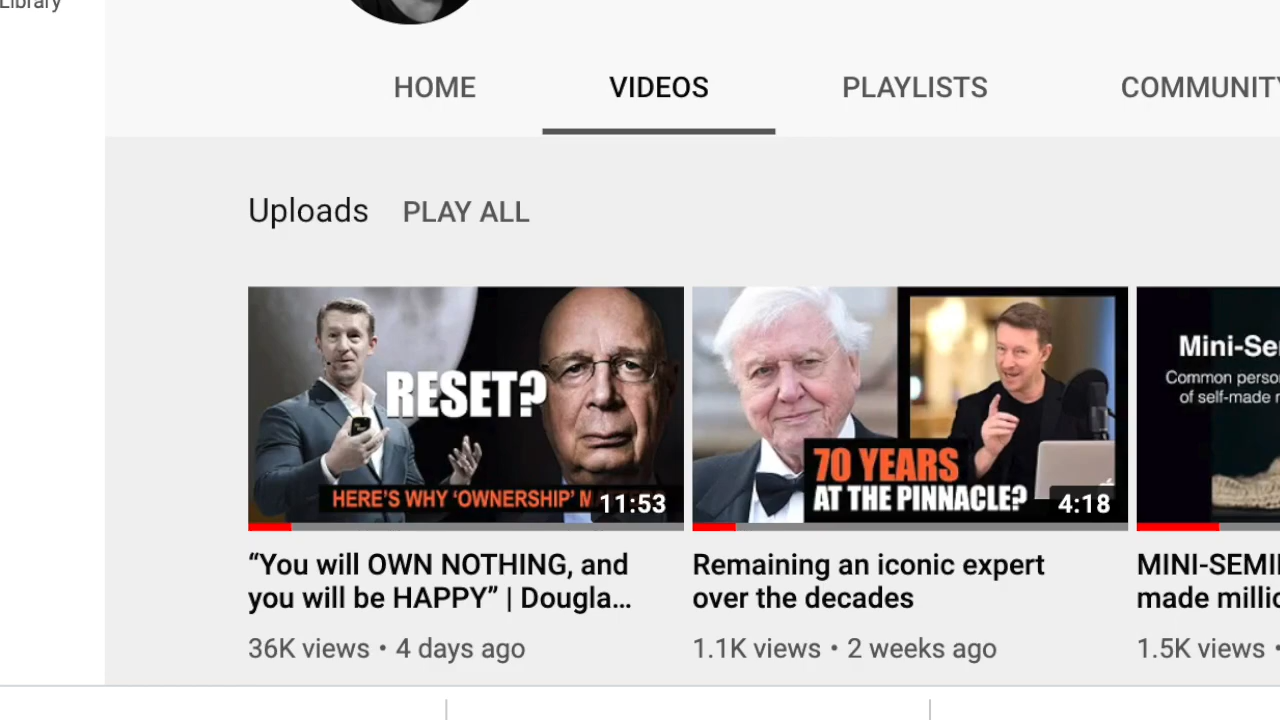 Library
HOME VIDEOS PLAYLISTS COMMUNITY
Uploads PLAY ALL
RESET?
HERE'S WHY 'OWNERSHIP' M
11:53
70 YEARS
AT THE PINNACLE?
4:18
Mini-Se
Common perso
of self-made
“You will OWN NOTHING, and
you will be HAPPY” | Dougla...
36K views • 4 days ago
Remaining an iconic expert
over the decades
1.1K views • 2 weeks ago
MINI-SEMI
made milli
1.5K views •